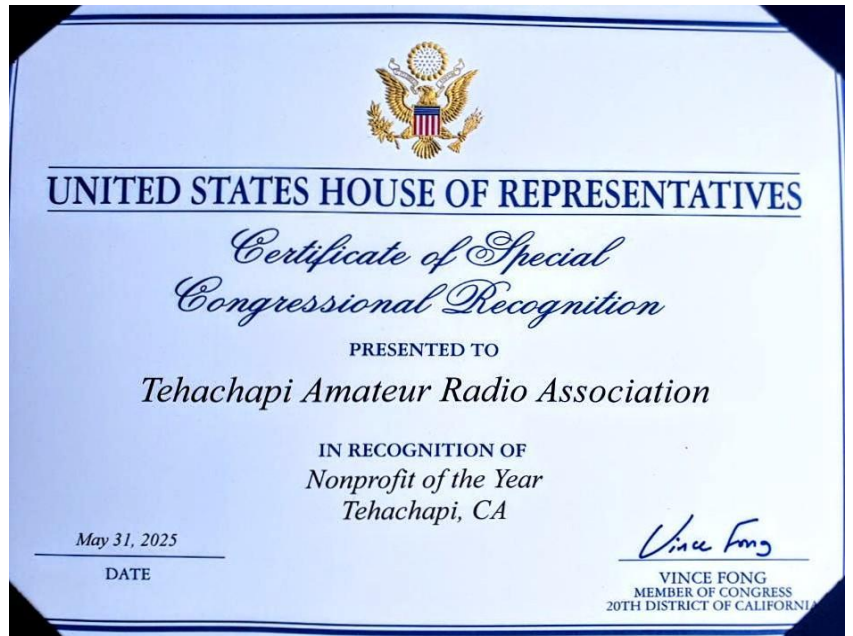 UNITED STATES HOUSE OF REPRESENTATIVES
Certificate of Special
Congressional Recognition
PRESENTED TO
Tehachapi Amateur Radio Association
IN RECOGNITION OF
Nonprofit of the Year
Tehachapi, CA
May 31, 2025
DATE
Vince Fong
VINCE FONG
MEMBER OF CONGRESS
20TH DISTRICT OF CALIFORNIA